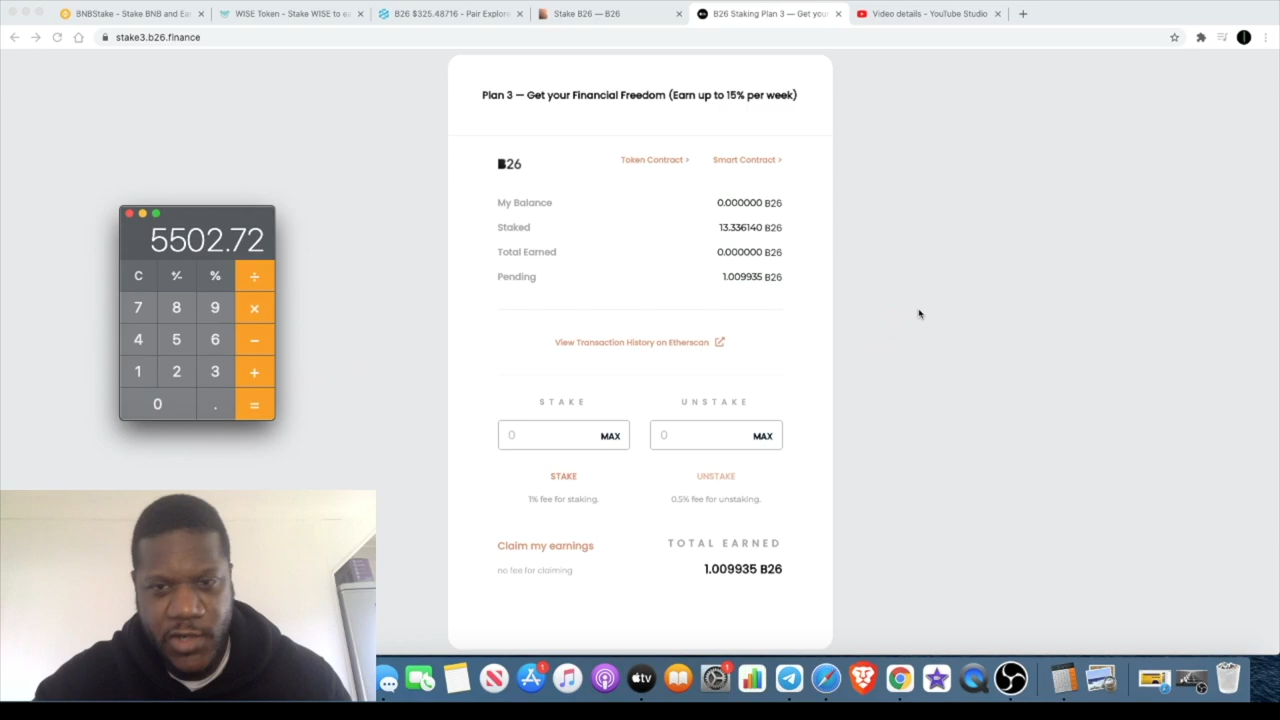 BNBStake - Stake BNB and Ea
WISE Token - Stake WISE to e
B26 $325.48716 - Pair Explore
Stake B26 — B26
B26 Staking Plan 3 — Get your
Video details - YouTube Studio
stake3.b26.finance
Plan 3 — Get your Financial Freedom (Earn up to 15% per week)
B26
Token Contract >
Smart Contract >
My Balance
0.000000 B26
Staked
13.336140 B26
Total Earned
0.000000 B26
Pending
1.009935 B26
View Transaction History on Etherscan
STAKE
UNSTAKE
0
MAX
0
MAX
STAKE
UNSTAKE
1% fee for staking.
0.5% fee for unstaking.
Claim my earnings
TOTAL EARNED
no fee for claiming
1.009935 B26
5502.72
C ⁺∕₋ % ÷
7 8 9 ×
4 5 6 −
1 2 3 +
0 . =
1
tv
1